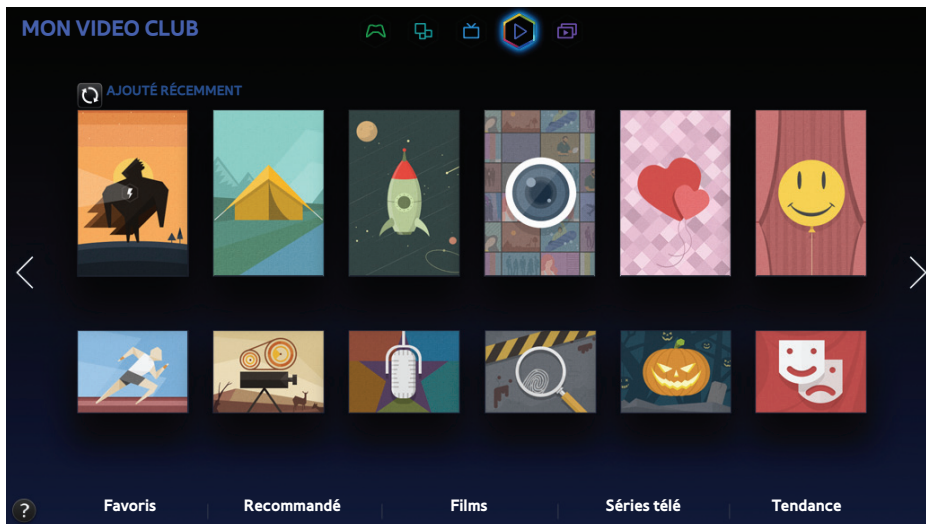 MON VIDEO CLUB
AJOUTÉ RÉCEMMENT
? Favoris Recommandé Films Séries télé Tendance